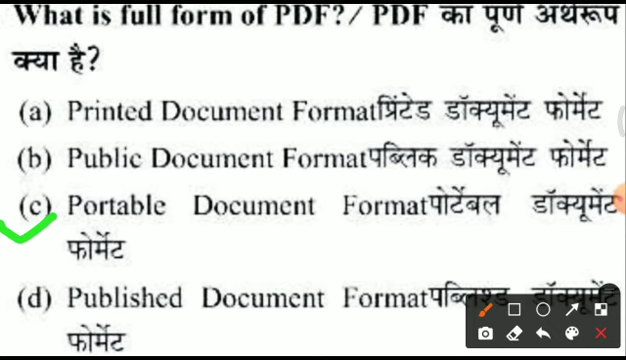 What is full form of PDF?/ PDF का पूर्ण अर्थरूप
क्या है?
(a) Printed Document Formatप्रिंटेड डॉक्यूमेंट फोर्मेट
(b) Public Document Formatपब्लिक डॉक्यूमेंट फोर्मेट
(c) Portable Document Formatपोर्टेबल डॉक्यूमेंट
फोर्मेट
(d) Published Document Formatपब्लिश्ड डॉक्यूमेंट
फोर्मेट